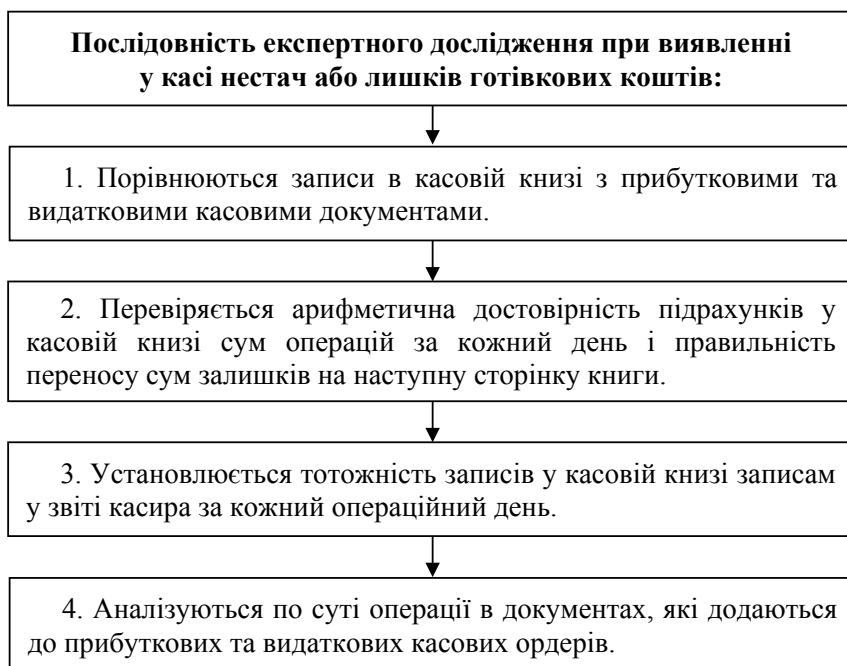 Послідовність експертного дослідження при виявленні
у касі нестач або лишків готівкових коштів:
1. Порівнюються записи в касовій книзі з прибутковими та
видатковими касовими документами.
2. Перевіряється арифметична достовірність підрахунків у
касовій книзі сум операцій за кожний день і правильність
переносу сум залишків на наступну сторінку книги.
3. Установлюється тотожність записів у касовій книзі записам
у звіті касира за кожний операційний день.
4. Аналізуються по суті операції в документах, які додаються
до прибуткових та видаткових касових ордерів.